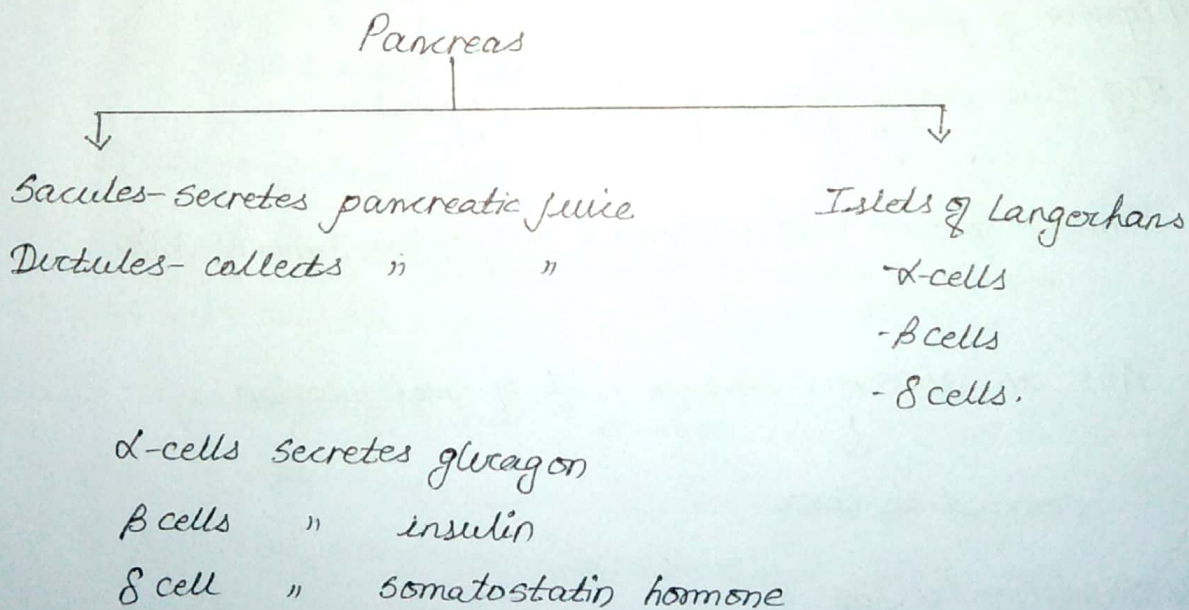 Pancreas
Sacules- secretes pancreatic juice
Ductules- collects " "
Islets of Langerhans
-α-cells
-β cells
-δ cells.
α-cells secretes glucagon
β cells " insulin
δ cell " somatostatin hormone